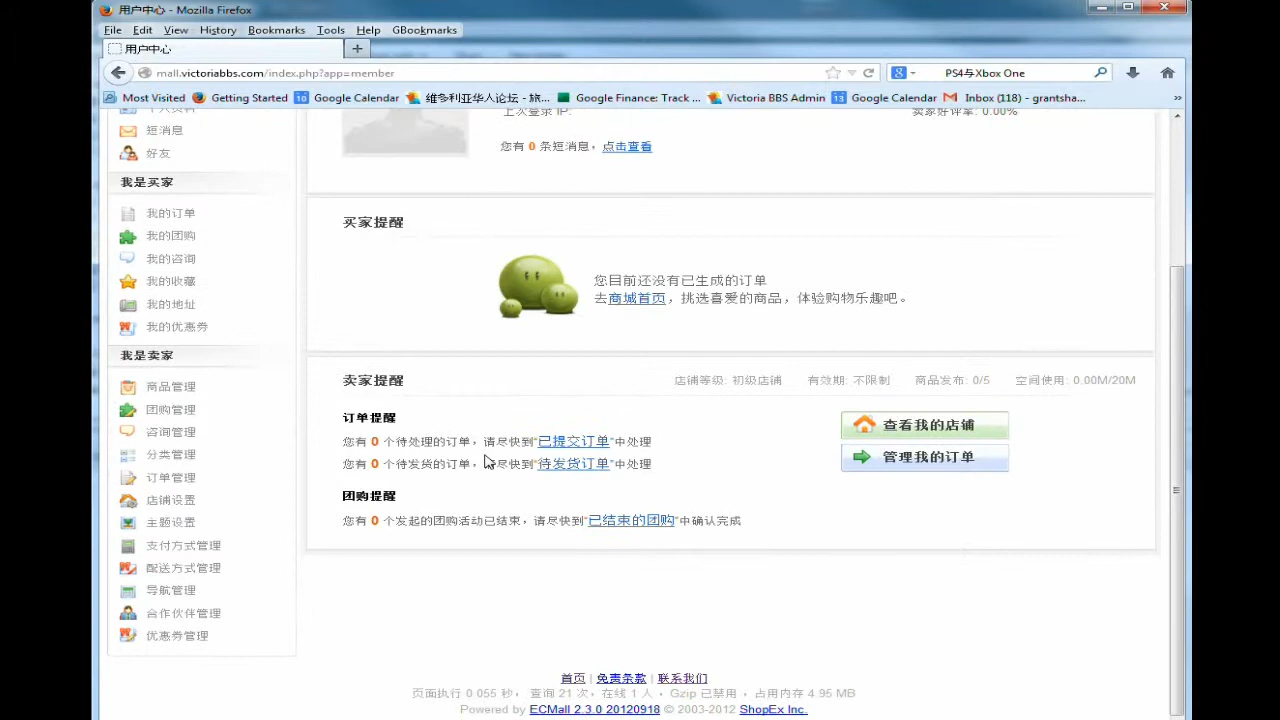 用户中心 - Mozilla Firefox
File Edit View History Bookmarks Tools Help GBookmarks
用户中心
mall.victoriabbs.com/index.php?app=member
PS4与Xbox One
Most Visited Getting Started Google Calendar 维多利亚华人论坛 - 旅... Google Finance: Track ... Victoria BBS Admin Google Calendar Inbox (118) - grantsha...
个人资料
上次登录 IP:
卖家好评率: 0.00%
短消息
您有 0 条短消息，点击查看
好友
我是买家
我的订单
我的团购
我的咨询
我的收藏
我的地址
我的优惠券
买家提醒
您目前还没有已生成的订单
去商城首页，挑选喜爱的商品，体验购物乐趣吧。
我是卖家
商品管理
团购管理
咨询管理
分类管理
订单管理
店铺设置
主题设置
支付方式管理
配送方式管理
导航管理
合作伙伴管理
优惠券管理
卖家提醒
店铺等级: 初级店铺 有效期: 不限制 商品发布: 0/5 空间使用: 0.00M/20M
订单提醒
您有 0 个待处理的订单，请尽快到“已提交订单”中处理
您有 0 个待发货的订单，请尽快到“待发货订单”中处理
查看我的店铺
管理我的订单
团购提醒
您有 0 个发起的团购活动已结束，请尽快到“已结束的团购”中确认完成
首页 | 免责条款 | 联系我们
页面执行 0.055 秒， 查询 21 次，在线 1 人，Gzip 已禁用，占用内存 4.95 MB
Powered by ECMall 2.3.0 20120918 © 2003-2012 ShopEx Inc.